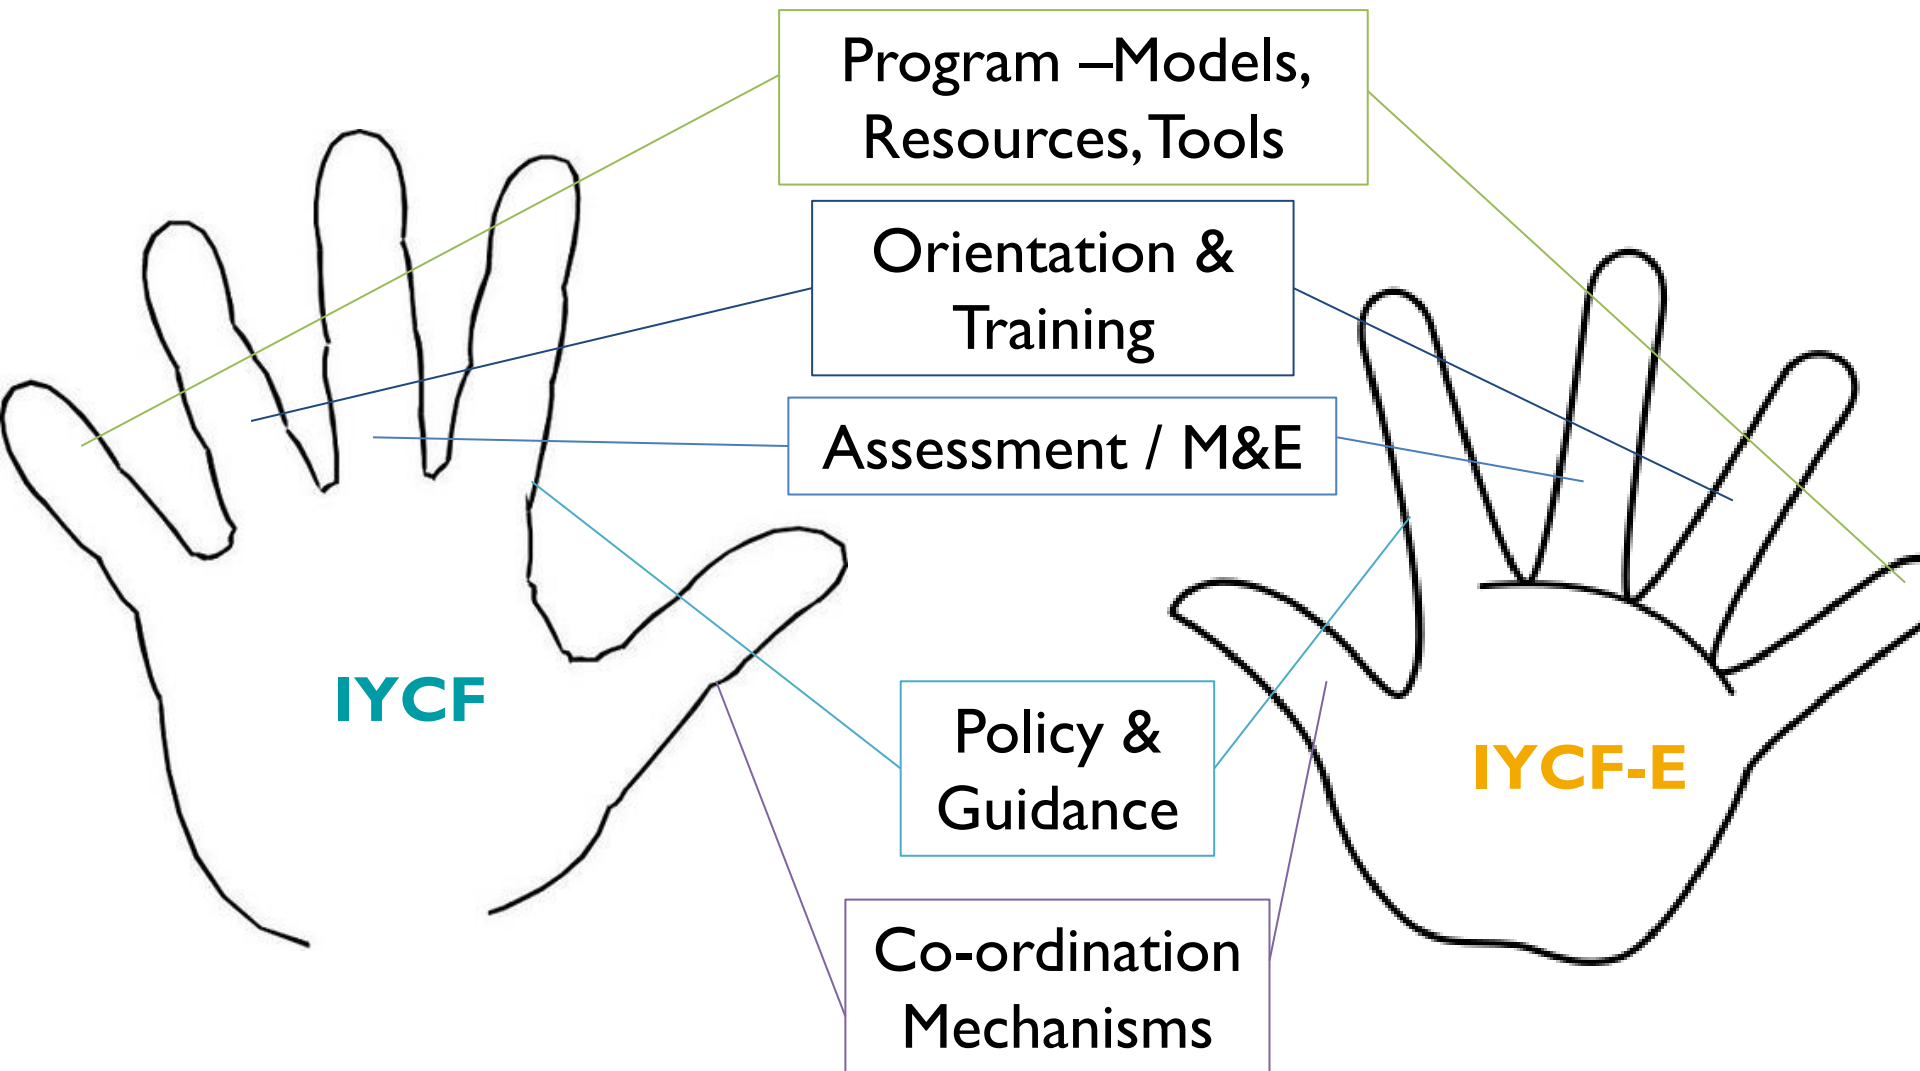 Program –Models,
Resources, Tools
Orientation &
Training
Assessment / M&E
IYCF
Policy &
Guidance
IYCF-E
Co-ordination
Mechanisms